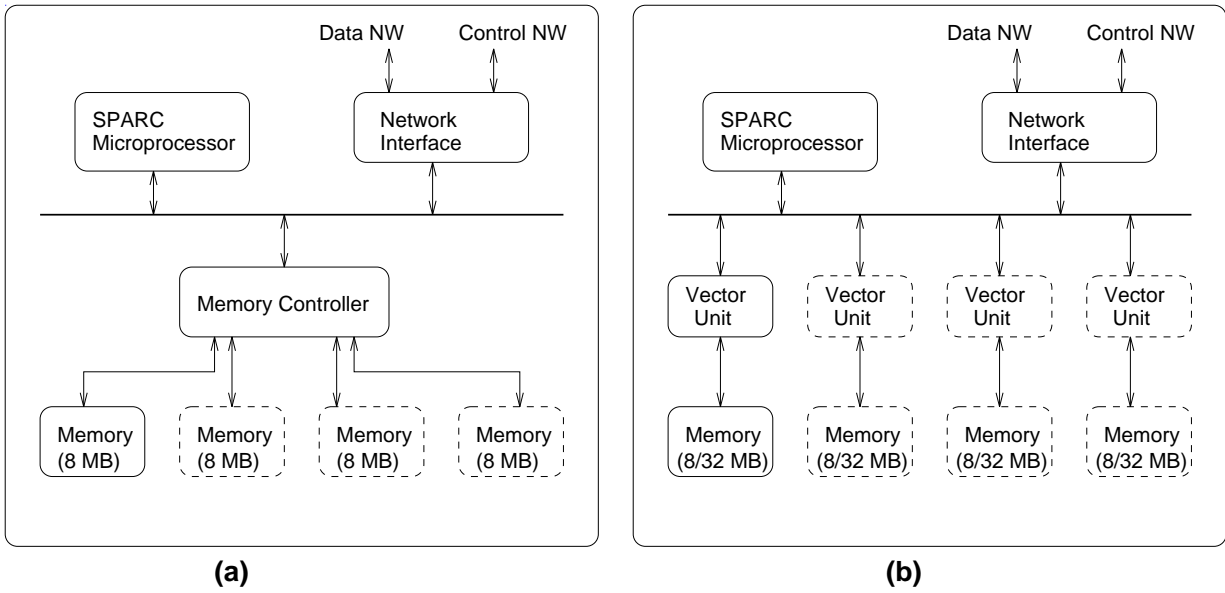 Data NW Control NW
SPARC
Microprocessor
Network
Interface
Memory Controller
Memory
(8 MB)
Memory
(8 MB)
Memory
(8 MB)
Memory
(8 MB)
(a)
Data NW Control NW
SPARC
Microprocessor
Network
Interface
Vector
Unit
Vector
Unit
Vector
Unit
Vector
Unit
Memory
(8/32 MB)
Memory
(8/32 MB)
Memory
(8/32 MB)
Memory
(8/32 MB)
(b)